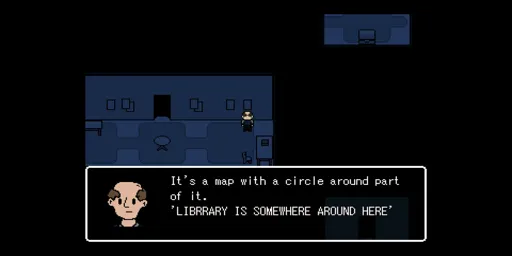 It's a map with a circle around part
of it.
'LIBRRARY IS SOMEWHERE AROUND HERE'